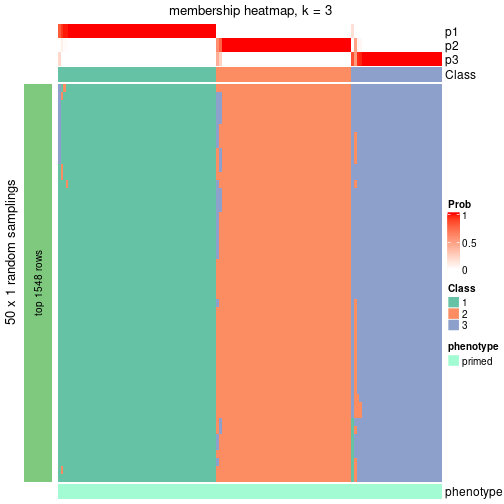 membership heatmap, k = 3
p1
p2
p3
Class
50 x 1 random samplings
top 1548 rows
Prob
1
0.5
0
Class
1
2
3
phenotype
primed
phenotype